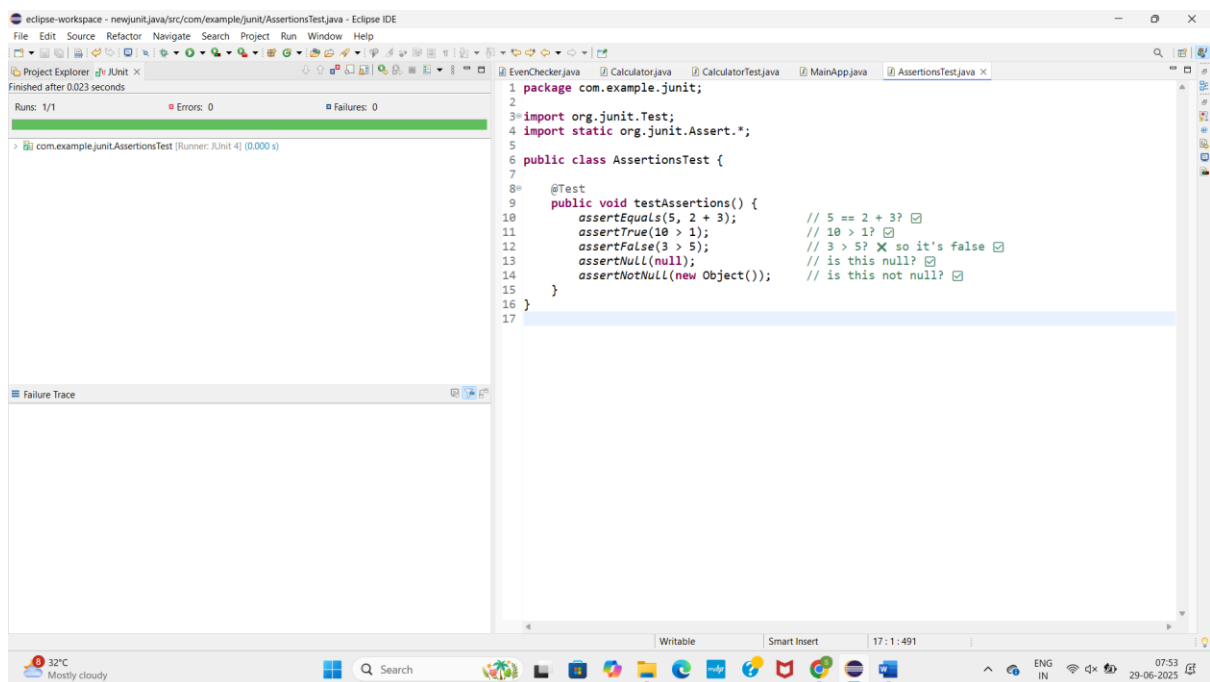 eclipse-workspace - newjunit.java/src/com/example/junit/AssertionsTest.java - Eclipse IDE
File Edit Source Refactor Navigate Search Project Run Window Help
Project Explorer JUnit
EvenChecker.java Calculator.java CalculatorTest.java MainApp.java AssertionsTest.java
Finished after 0.023 seconds
Runs: 1/1 Errors: 0 Failures: 0
com.example.junit.AssertionsTest [Runner: JUnit 4] (0.000 s)
Failure Trace
1 package com.example.junit;
2
3 import org.junit.Test;
4 import static org.junit.Assert.*;
5
6 public class AssertionsTest {
7
8 @Test
9 public void testAssertions() {
10 assertEquals(5, 2 + 3); // 5 == 2 + 3? ☑
11 assertTrue(10 > 1); // 10 > 1? ☑
12 assertFalse(3 > 5); // 3 > 5? ❌ so it's false ☑
13 assertNull(null); // is this null? ☑
14 assertNotNull(new Object()); // is this not null? ☑
15 }
16 }
17
Writable Smart Insert 17 : 1 : 491
8
32°C
Mostly cloudy
Search
ENG
IN
07:53
29-06-2025